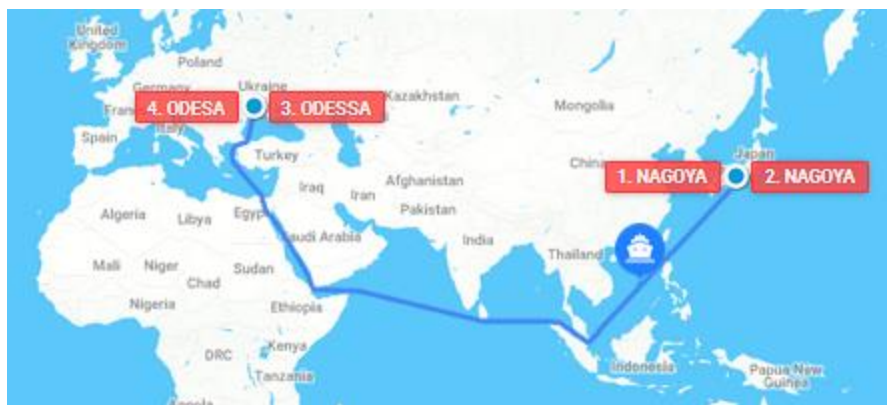 United
Kingdom
Poland
Germany
Ukraine
Kazakhstan
Mongolia
4. ODESA
3. ODESSA
Fran
Italy
Spain
Turkey
China
Japan
1. NAGOYA
2. NAGOYA
Iraq
Iran
Afghanistan
Pakistan
Algeria
Libya
Egyp
Saudi Arabia
India
Thailand
Mali
Niger
Chad
Sudan
Nigeria
Ethiopia
DRC
Kenya
Tanzania
Indonesia
Papua New
Guinea
Angola